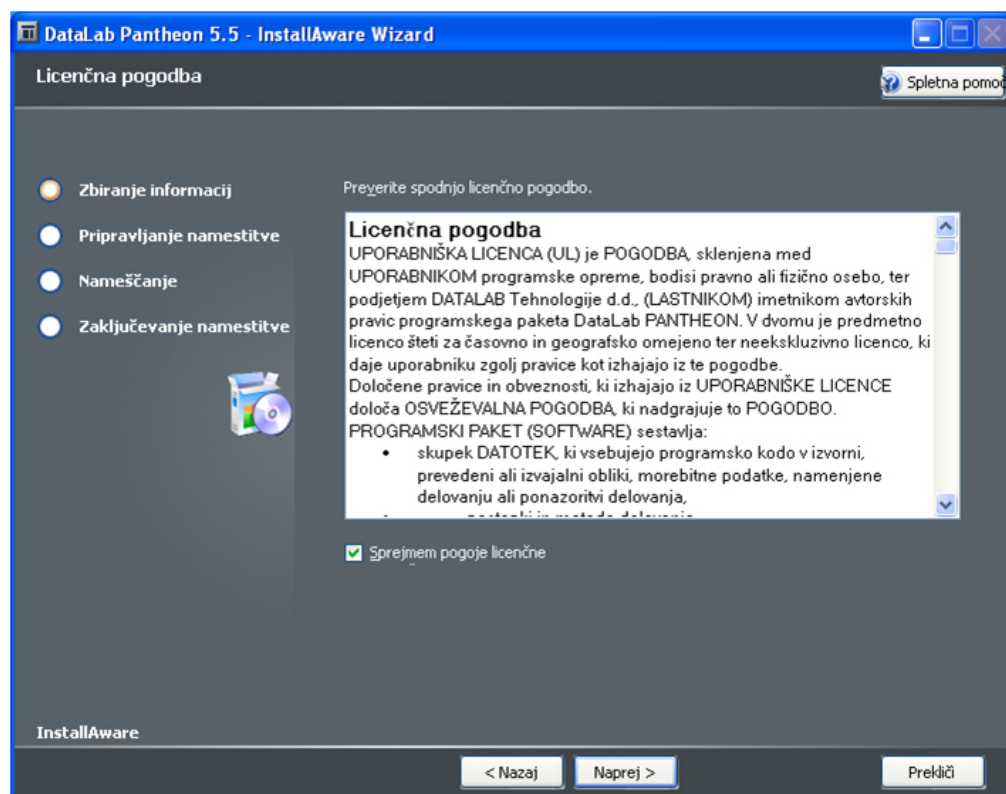 DataLab Pantheon 5.5 - InstallAware Wizard
Licenčna pogodba
Spletna pomoč
Zbiranje informacij
Pripravljanje namestitve
Nameščanje
Zaključevanje namestitve
Preverite spodnjo licenčno pogodbo.
Licenčna pogodba
UPORABNIŠKA LICENCA (UL) je POGODBA, sklenjena med
UPORABNIKOM programske opreme, bodisi pravno ali fizično osebo, ter
podjetjem DATALAB Tehnologije d.d., (LASTNIKOM) imetnikom avtorskih
pravic programskega paketa DataLab PANTHEON. V dvomu je predmetno
licenco šteti za časovno in geografsko omejeno ter neekskluzivno licenco, ki
daje uporabniku zgolj pravice kot izhajajo iz te pogodbe.
Določene pravice in obveznosti, ki izhajajo iz UPORABNIŠKE LICENCE
določa OSVEŽEVALNA POGODBA, ki nadgrajuje to POGODBO.
PROGRAMSKI PAKET (SOFTWARE) sestavlja:
• skupek DATOTEK, ki vsebujejo programsko kodo v izvorni,
prevedeni ali izvajalni obliki, morebitne podatke, namenjene
delovanju ali ponazoritvi delovanja,
Sprejmem pogoje licenčne
InstallAware
< Nazaj
Naprej >
Prekliči